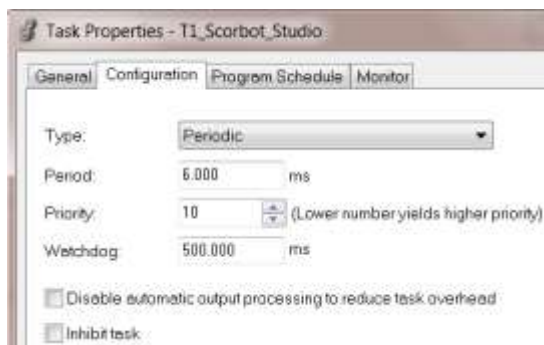 Task Properties - T1_Scorbot_Studio
General Configuration Program Schedule Monitor
Type: Periodic
Period: 6.000 ms
Priority: 10 (Lower number yields higher priority)
Watchdog: 500.000 ms
Disable automatic output processing to reduce task overhead
Inhibit task